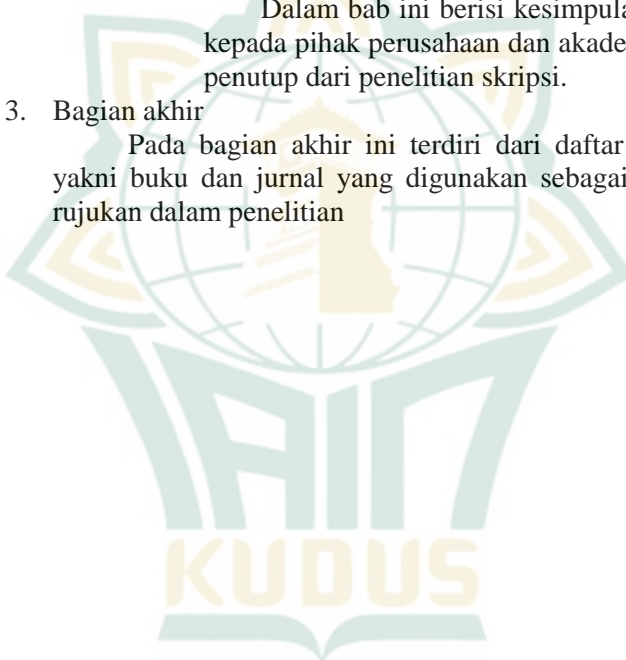 Dalam bab ini berisi kesimpula
kepada pihak perusahaan dan akade
penutup dari penelitian skripsi.
3. Bagian akhir
Pada bagian akhir ini terdiri dari daftar
yakni buku dan jurnal yang digunakan sebagai
rujukan dalam penelitian
IAIN
KUDUS